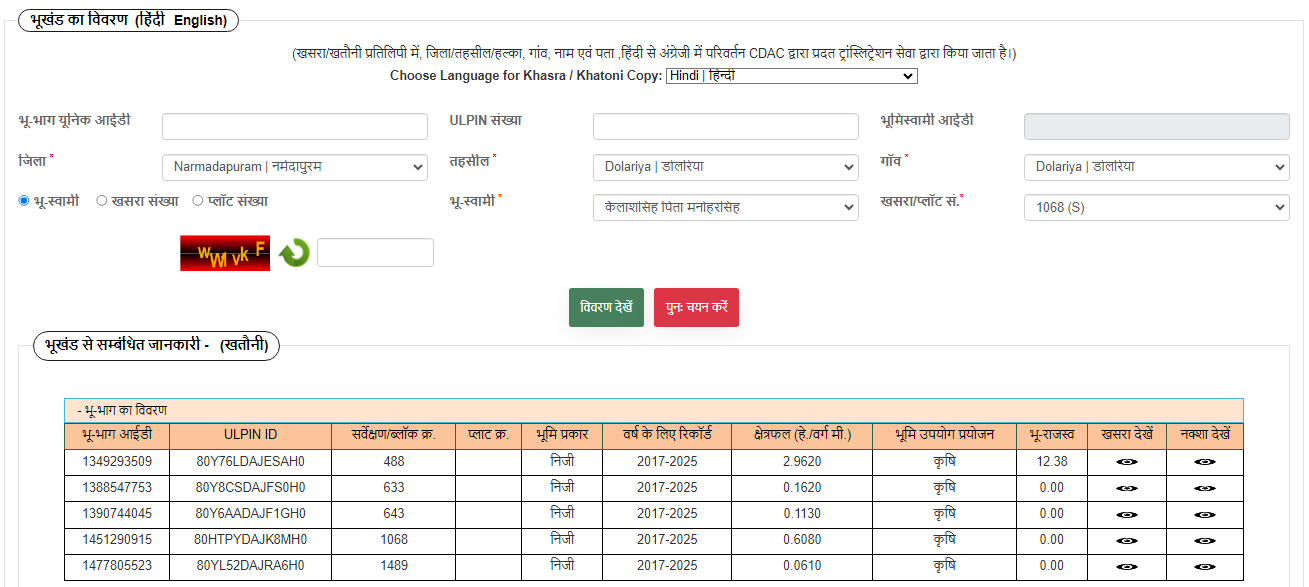 भूखंड का विवरण (हिंदी English)
(खसरा/खतौनी प्रतिलिपी में, जिला/तहसील/हल्का, गांव, नाम एवं पता ,हिंदी से अंग्रेजी में परिवर्तन CDAC द्वारा प्रदत ट्रांस्लिट्रेशन सेवा द्वारा किया जाता है।)
Choose Language for Khasra / Khatoni Copy: Hindi | हिन्दी
भू-भाग यूनिक आईडी ULPIN संख्या भूमिस्वामी आईडी
जिला * Narmadapuram | नर्मदापुरम तहसील * Dolariya | डोलरिया गाँव * Dolariya | डोलरिया
भू-स्वामी खसरा संख्या प्लॉट संख्या भू-स्वामी * कैलाशसिंह पिता मनोहरसिंह खसरा/प्लॉट सं.* 1068 (S)
wWl vk F
विवरण देखें पुनः चयन करें
भूखंड से सम्बंधित जानकारी - (खतौनी)
- भू-भाग का विवरण
भू-भाग आईडी ULPIN ID सर्वेक्षण/ब्लॉक क्र. प्लाट क्र. भूमि प्रकार वर्ष के लिए रिकॉर्ड क्षेत्रफल (हे./वर्ग मी.) भूमि उपयोग प्रयोजन भू-राजस्व खसरा देखें नक्शा देखें
1349293509 80Y76LDAJESAH0 488 निजी 2017-2025 2.9620 कृषि 12.38
1388547753 80Y8CSDAJFS0H0 633 निजी 2017-2025 0.1620 कृषि 0.00
1390744045 80Y6AADAJF1GH0 643 निजी 2017-2025 0.1130 कृषि 0.00
1451290915 80HTPYDAJK8MH0 1068 निजी 2017-2025 0.6080 कृषि 0.00
1477805523 80YL52DAJRA6H0 1489 निजी 2017-2025 0.0610 कृषि 0.00